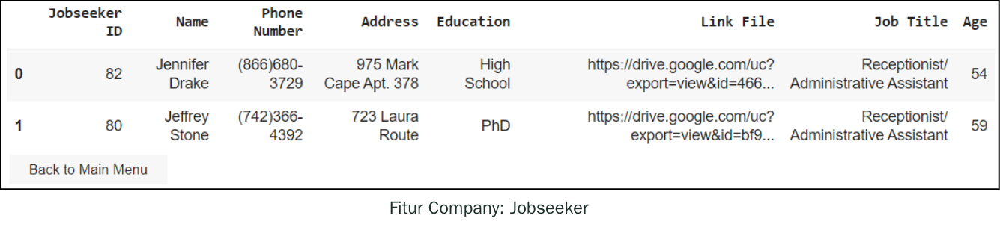 Jobseeker ID Name Phone Number Address Education Link File Job Title Age
0 82 Jennifer Drake (866)680-3729 975 Mark Cape Apt. 378 High School https://drive.google.com/uc?export=view&id=466... Receptionist/Administrative Assistant 54
1 80 Jeffrey Stone (742)366-4392 723 Laura Route PhD https://drive.google.com/uc?export=view&id=bf9... Receptionist/Administrative Assistant 59
Back to Main Menu
Fitur Company: Jobseeker